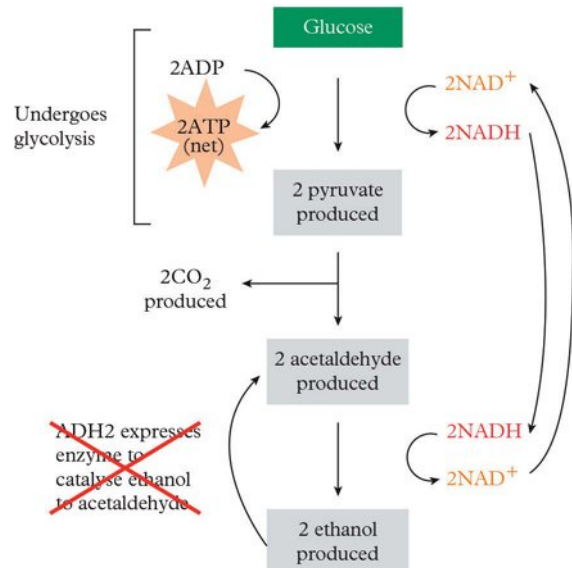 Glucose
2ADP
2NAD+
Undergoes
glycolysis
2ATP
(net)
2NADH
2 pyruvate
produced
2CO2
produced
2 acetaldehyde
produced
ADH2 expresses
enzyme to
catalyse ethanol
to acetaldehyde
2NADH
2NAD+
2 ethanol
produced